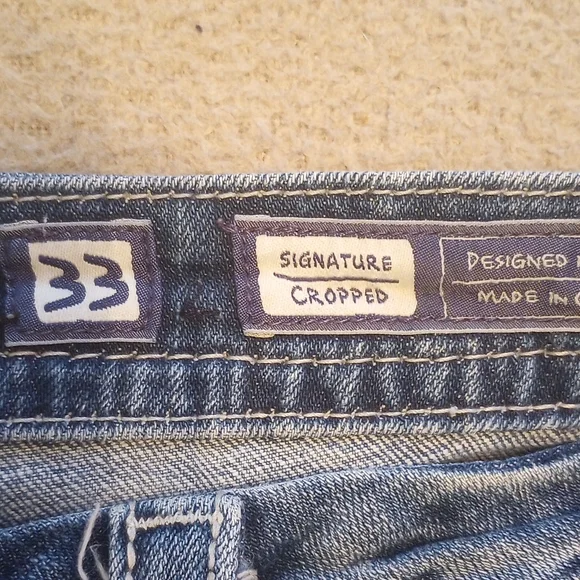 33
SIGNATURE
CROPPED
DESIGNED
MADE IN